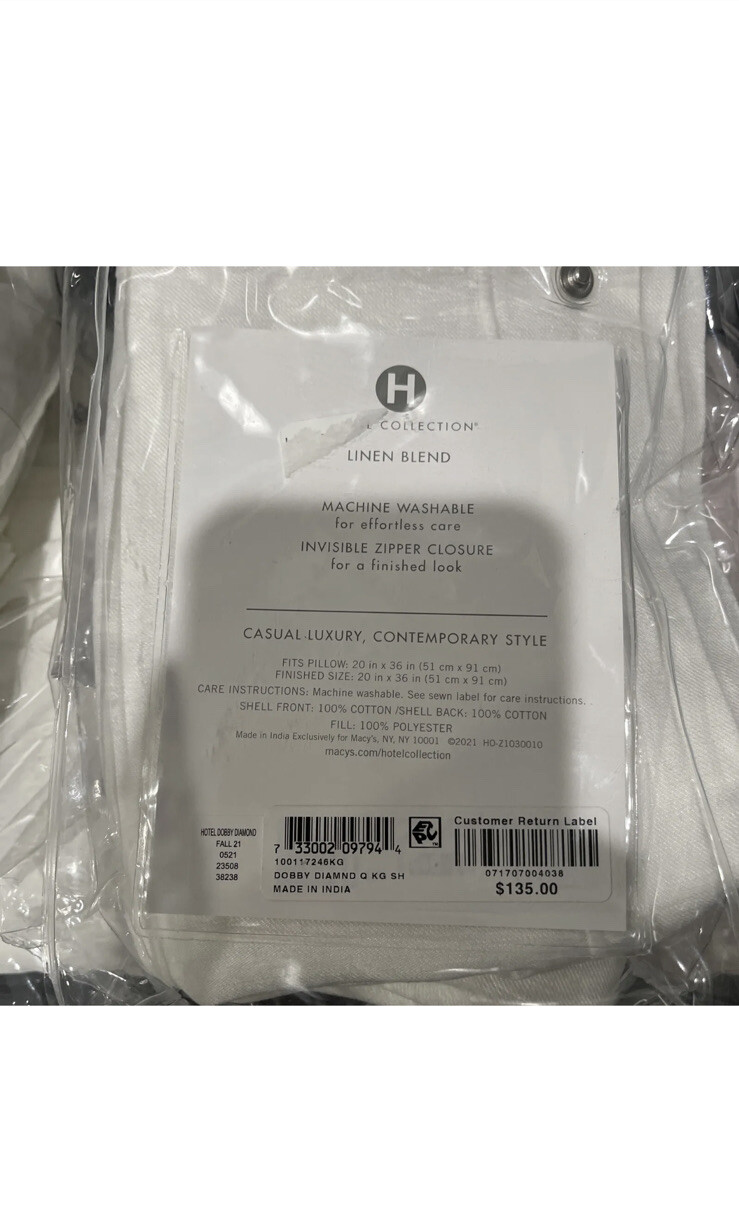 H
L COLLECTION®
LINEN BLEND
MACHINE WASHABLE
for effortless care
INVISIBLE ZIPPER CLOSURE
for a finished look
CASUAL LUXURY, CONTEMPORARY STYLE
FITS PILLOW: 20 in x 36 in (51 cm x 91 cm)
FINISHED SIZE: 20 in x 36 in (51 cm x 91 cm)
CARE INSTRUCTIONS: Machine washable. See sewn label for care instructions.
SHELL FRONT: 100% COTTON /SHELL BACK: 100% COTTON
FILL: 100% POLYESTER
Made in India Exclusively for Macy's, NY, NY 10001 ©2021 HD-Z1030010
macys.com/hotelcollection
HOTEL DOBBY DIAMOND
FALL 21
0521
23508
38238
7 33002 09794 4
100117246KG
DOBBY DIAMND Q KG SH
MADE IN INDIA
EPC™
Customer Return Label
071707004038
$135.00